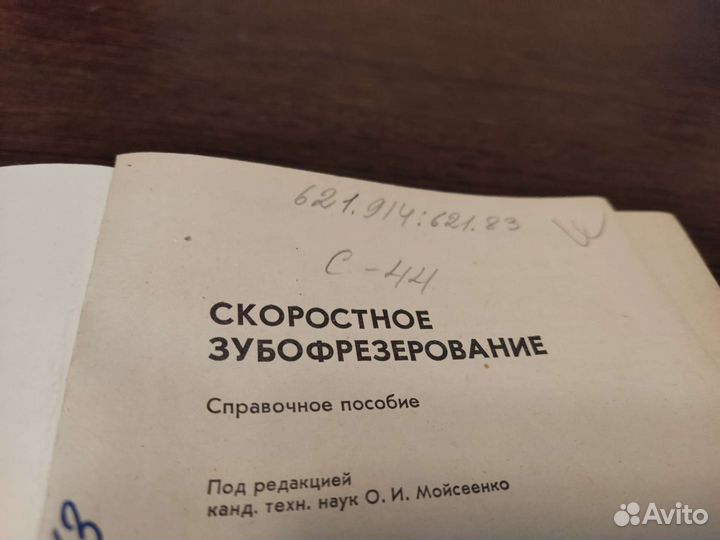 621.914:621.83
С-44
СКОРОСТНОЕ
ЗУБОФРЕЗЕРОВАНИЕ
Справочное пособие
Под редакцией
канд. техн. наук О. И. Мойсеенко
Avito